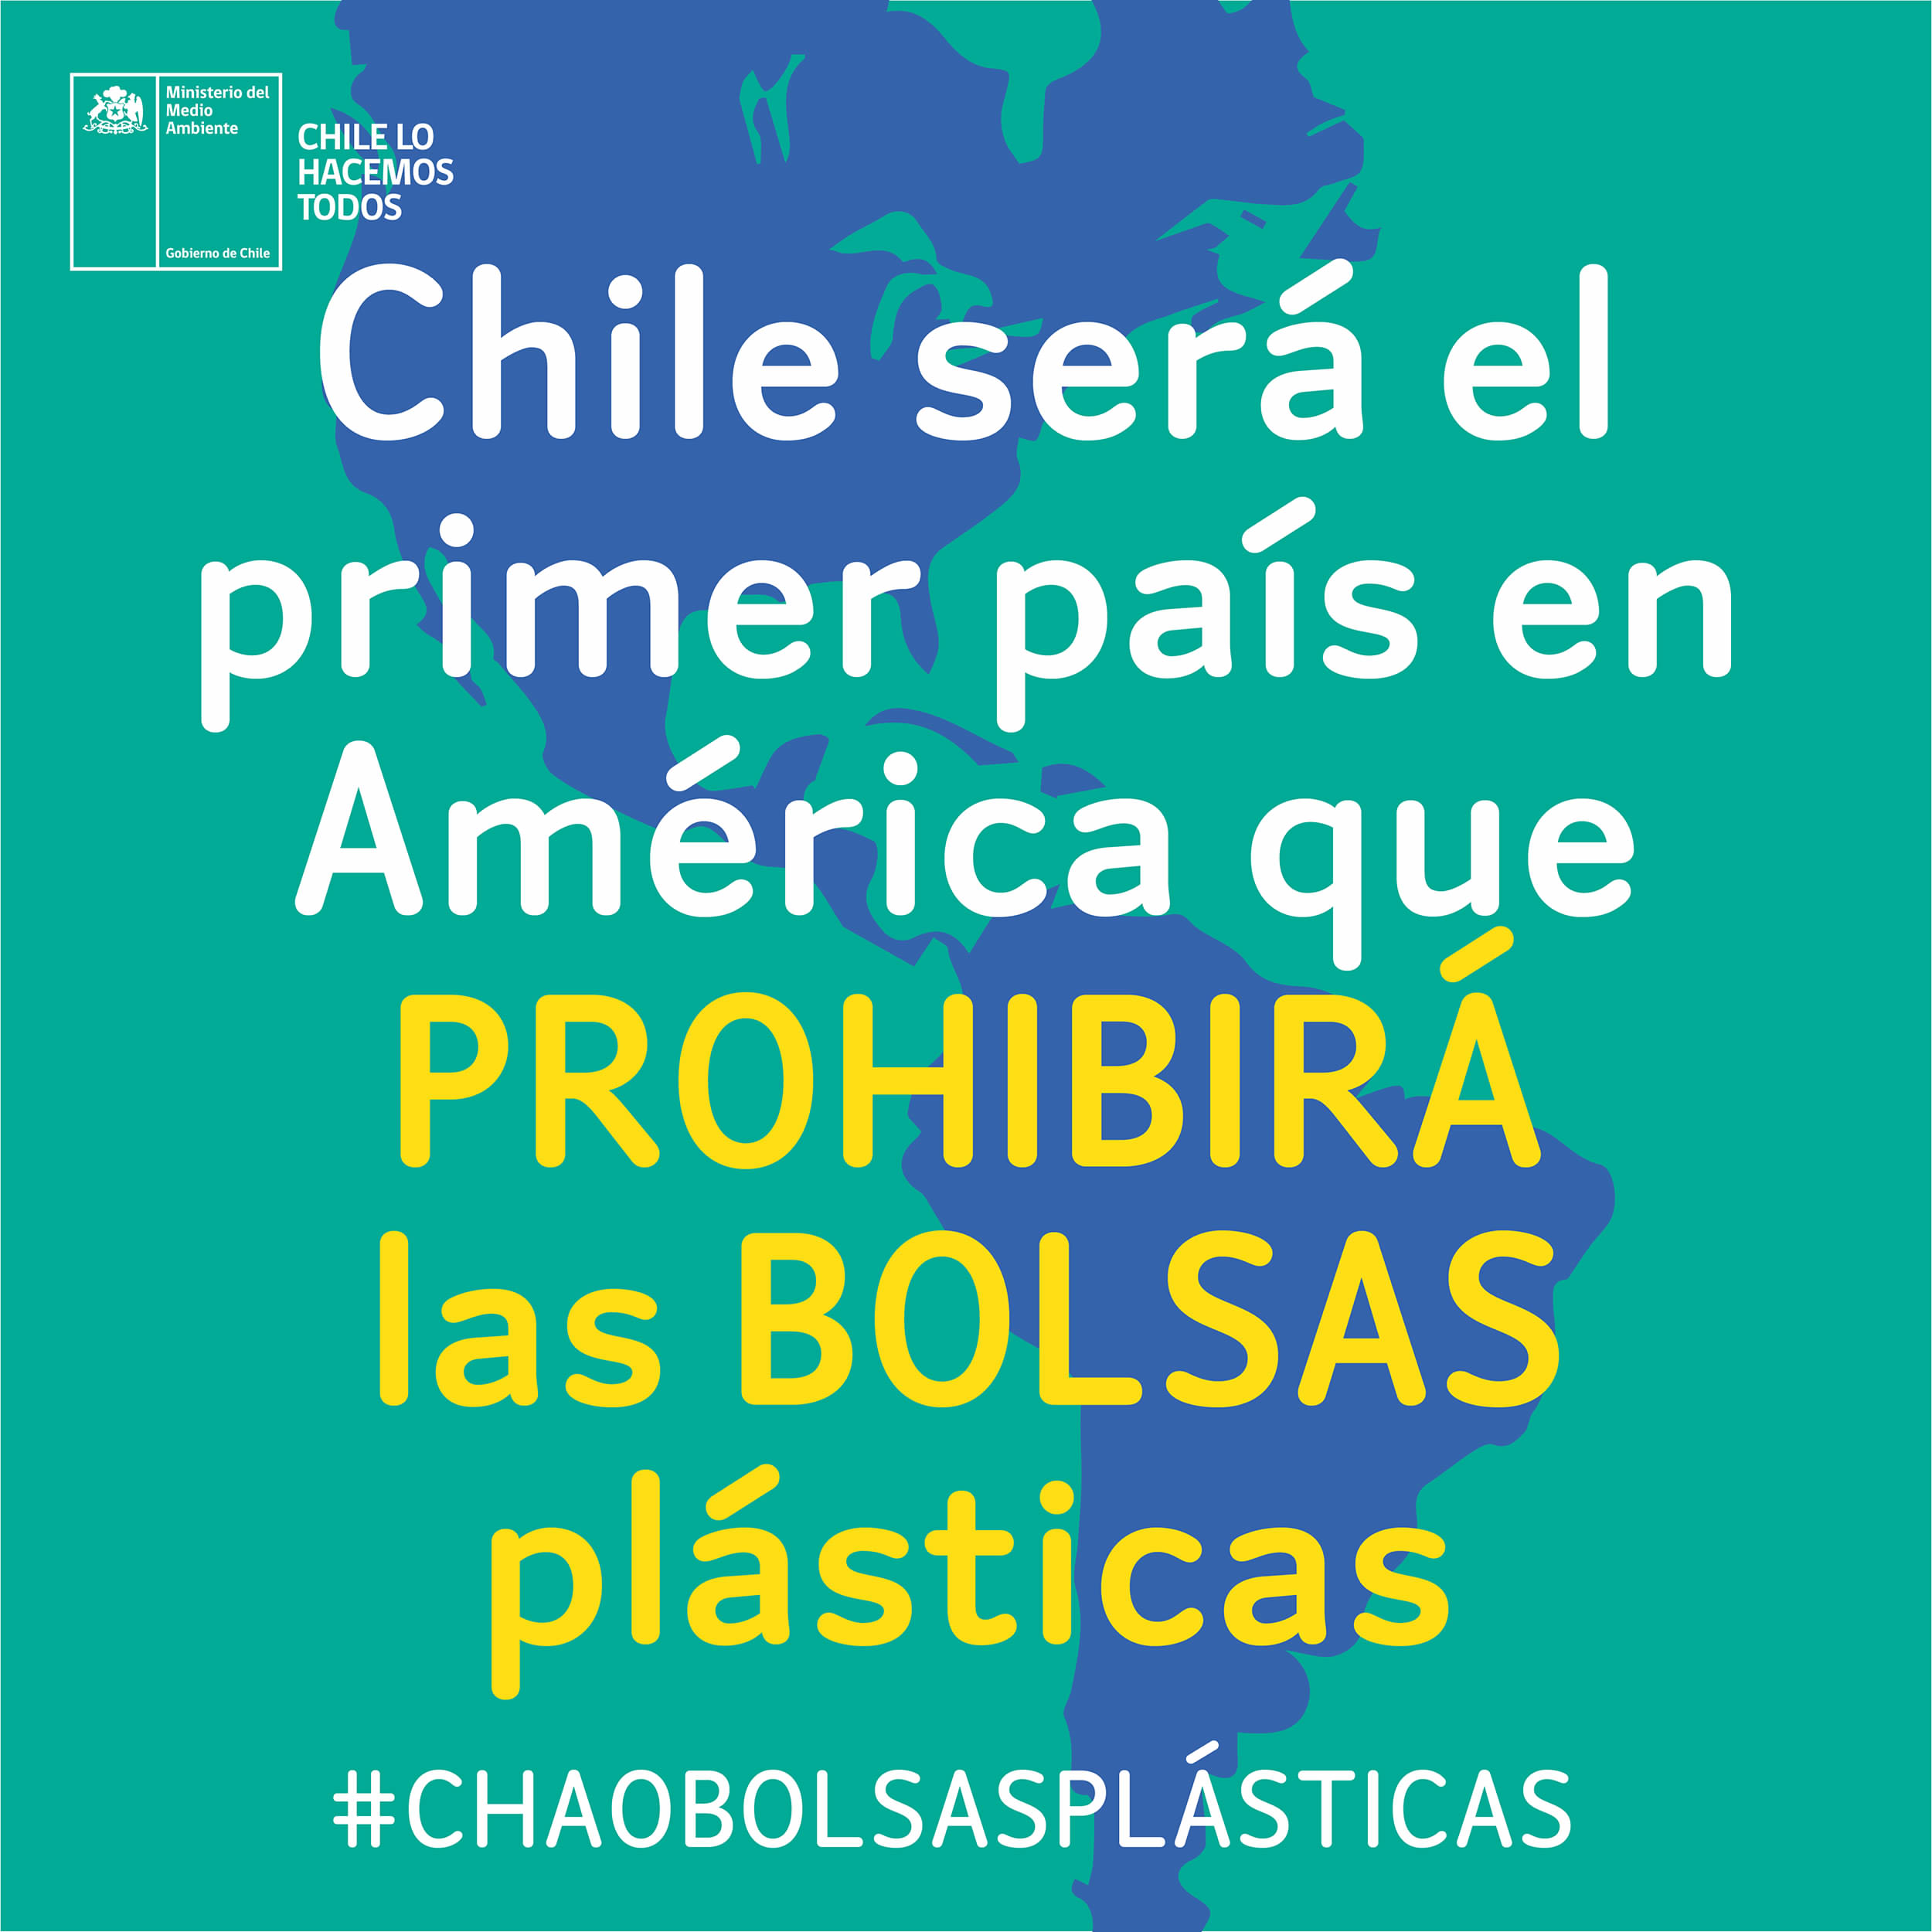 Ministerio del
Medio
Ambiente
Gobierno de Chile
CHILE LO
HACEMOS
TODOS
Chile será el
primer país en
América que
PROHIBIRÁ
las BOLSAS
plásticas
#CHAOBOLSASPLÁSTICAS